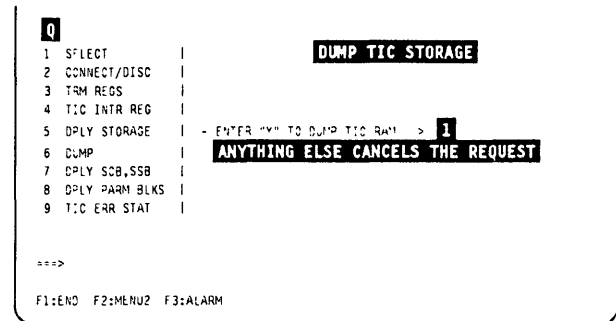 Q
DUMP TIC STORAGE
1 SELECT |
2 CONNECT/DISC |
3 TRM REGS |
4 TIC INTR REG |
5 DPLY STORAGE | - ENTER "Y" TO DUMP TIC RAM > 1
6 DUMP | ANYTHING ELSE CANCELS THE REQUEST
7 DPLY SCB,SSB |
8 DPLY PARM BLKS |
9 TIC ERR STAT |
===>
F1:END F2:MENU2 F3:ALARM